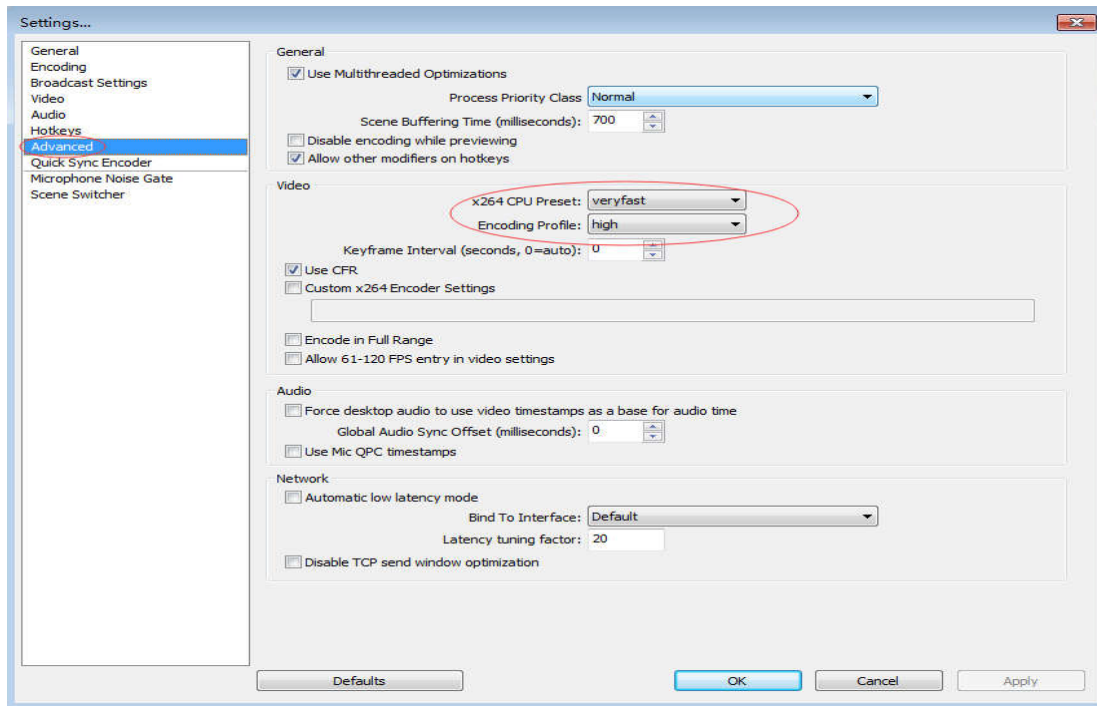 Settings...
General
Encoding
Broadcast Settings
Video
Audio
Hotkeys
Advanced
Quick Sync Encoder
Microphone Noise Gate
Scene Switcher
General
Use Multithreaded Optimizations
Process Priority Class Normal
Scene Buffering Time (milliseconds): 700
Disable encoding while previewing
Allow other modifiers on hotkeys
Video
x264 CPU Preset: veryfast
Encoding Profile: high
Keyframe Interval (seconds, 0=auto): 0
Use CFR
Custom x264 Encoder Settings
Encode in Full Range
Allow 61-120 FPS entry in video settings
Audio
Force desktop audio to use video timestamps as a base for audio time
Global Audio Sync Offset (milliseconds): 0
Use Mic QPC timestamps
Network
Automatic low latency mode
Bind To Interface: Default
Latency tuning factor: 20
Disable TCP send window optimization
Defaults OK Cancel Apply